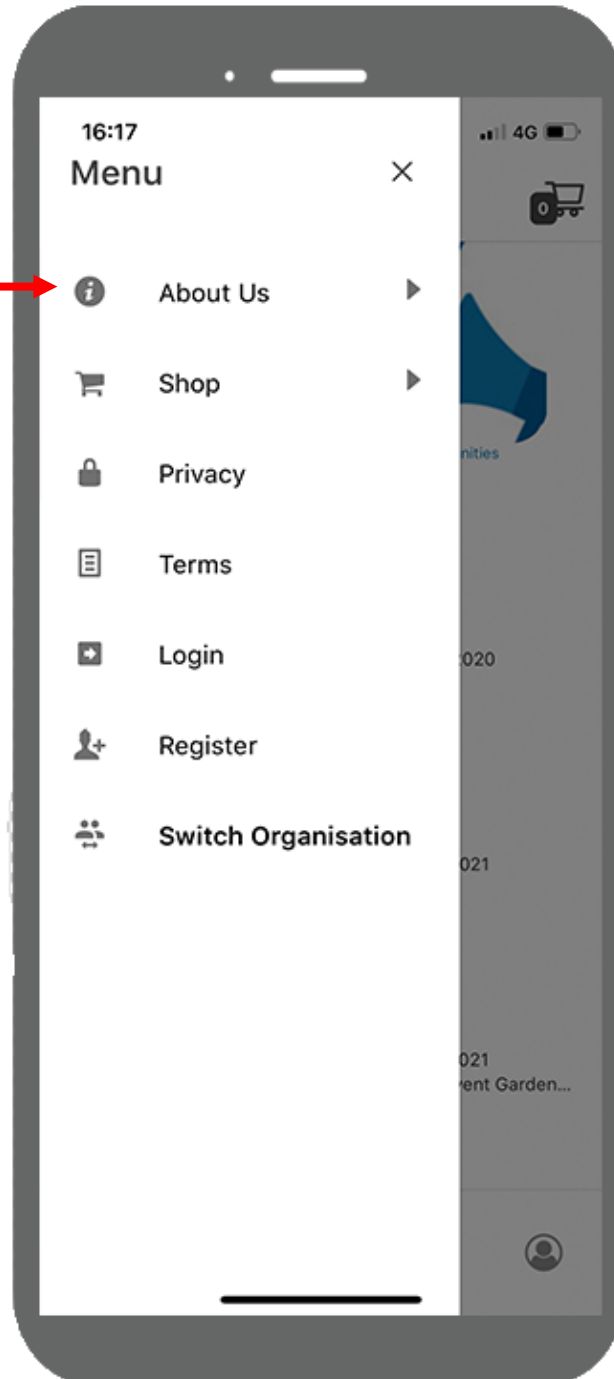 16:17
4G
Menu
0
About Us
Shop
nities
Privacy
Terms
Login
020
Register
Switch Organisation
021
021
ent Garden...